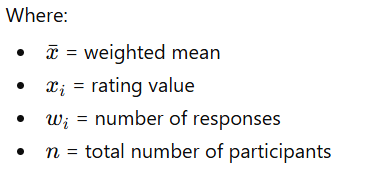 Where:
• x̄ = weighted mean
• xᵢ = rating value
• wᵢ = number of responses
• n = total number of participants